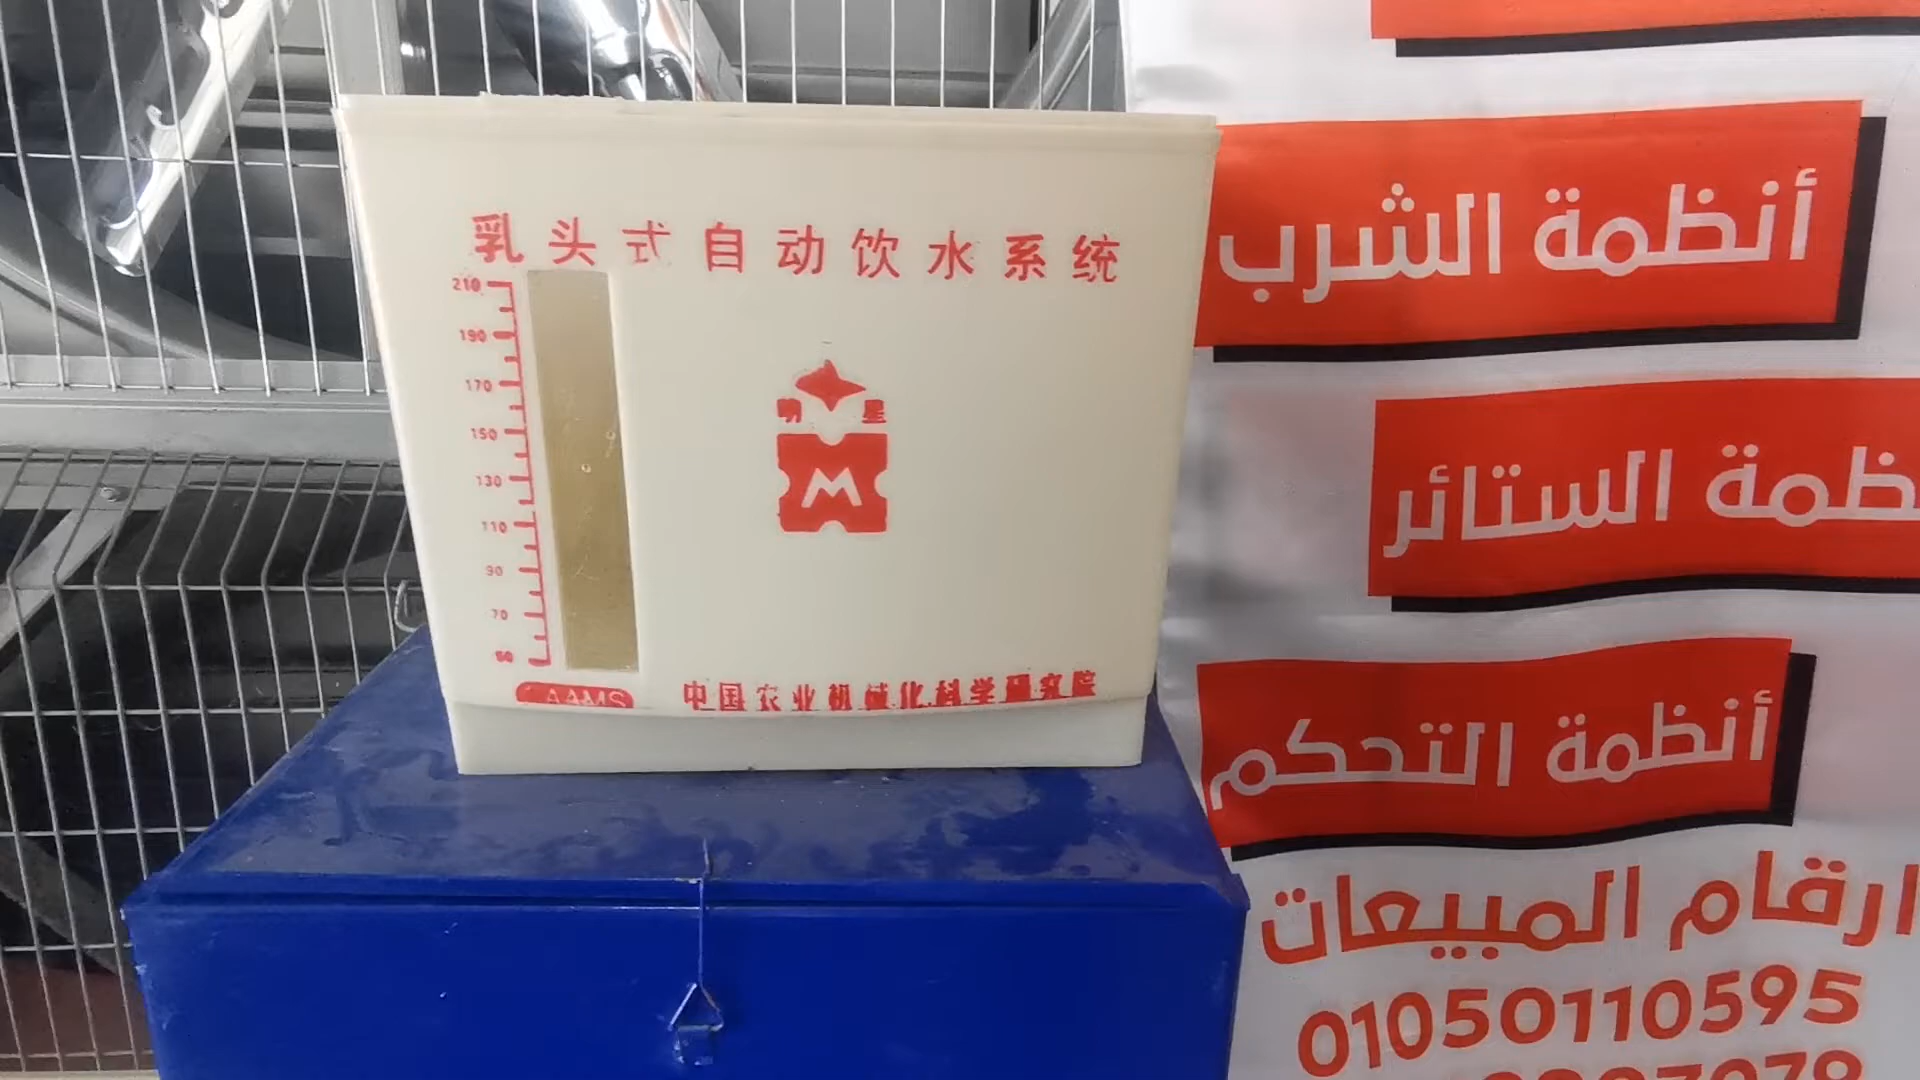 乳头式自动饮水系统
210
190
170
150
130
110
90
70
50
明星
M
CAAMS
中国农业机械化科学研究院
أنظمة الشرب
ظمة الستائر
أنظمة التحكم
ارقام المبيعات
01050110595